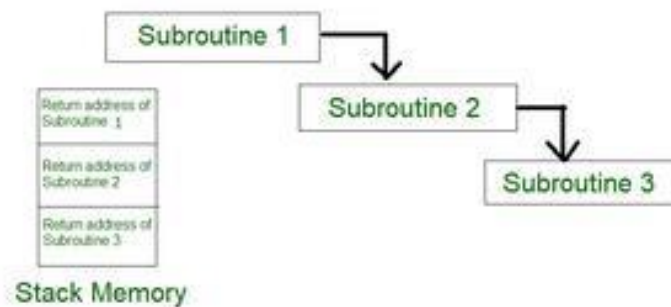 Subroutine 1
Subroutine 2
Subroutine 3
Return address of
Subroutine 1
Return address of
Subroutine 2
Return address of
Subroutine 3
Stack Memory